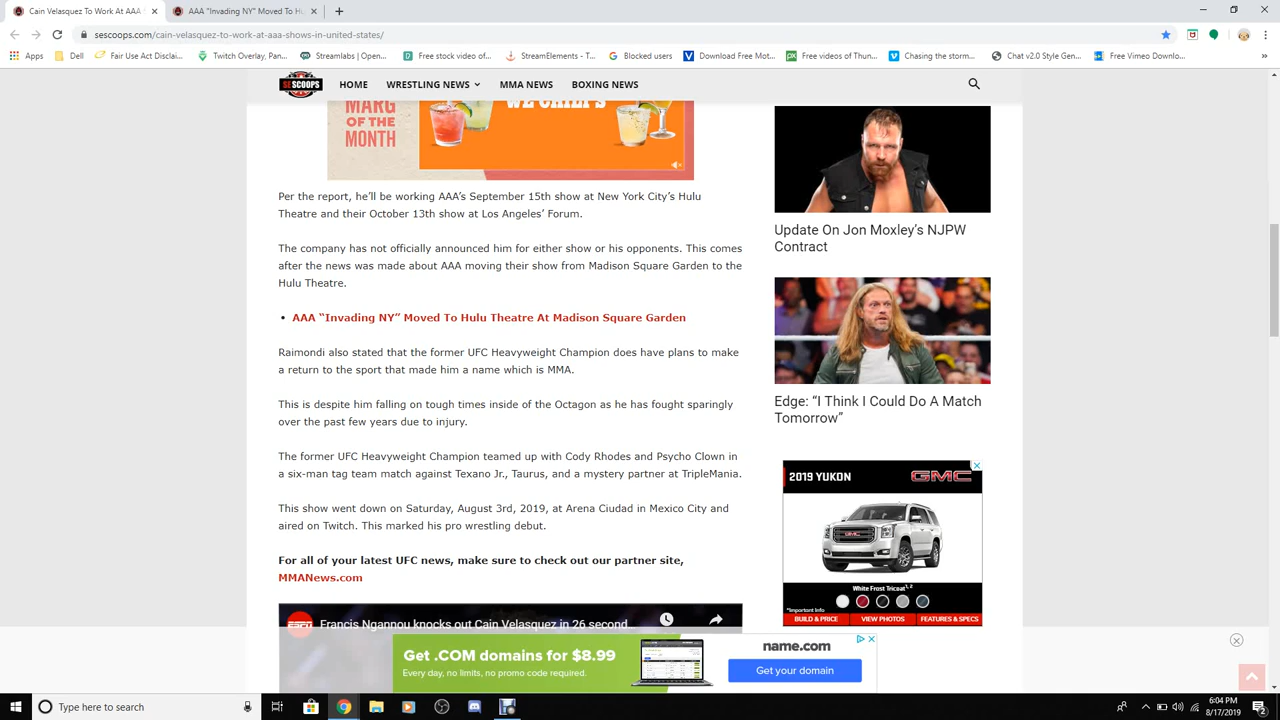 Cain Velasquez To Work At AAA
AAA "Invading NY" Moved To Hu
sescoops.com/cain-velasquez-to-work-at-aaa-shows-in-united-states/
Apps
Dell
Fair Use Act Disclai...
Twitch Overlay, Pan...
Streamlabs | Open...
Free stock video of...
StreamElements - T...
Blocked users
Download Free Mot...
Free videos of Thun...
Chasing the storm...
Chat v2.0 Style Gen...
Free Vimeo Downlo...
SESCOOPS
HOME
WRESTLING NEWS
MMA NEWS
BOXING NEWS
MARG
OF THE
MONTH
WE CHILI'S
Per the report, he'll be working AAA's September 15th show at New York City's Hulu
Theatre and their October 13th show at Los Angeles' Forum.
The company has not officially announced him for either show or his opponents. This comes
after the news was made about AAA moving their show from Madison Square Garden to the
Hulu Theatre.
• AAA "Invading NY" Moved To Hulu Theatre At Madison Square Garden
Raimondi also stated that the former UFC Heavyweight Champion does have plans to make
a return to the sport that made him a name which is MMA.
This is despite him falling on tough times inside of the Octagon as he has fought sparingly
over the past few years due to injury.
The former UFC Heavyweight Champion teamed up with Cody Rhodes and Psycho Clown in
a six-man tag team match against Texano Jr., Taurus, and a mystery partner at TripleMania.
This show went down on Saturday, August 3rd, 2019, at Arena Ciudad in Mexico City and
aired on Twitch. This marked his pro wrestling debut.
For all of your latest UFC news, make sure to check out our partner site,
MMANews.com
ESPN
Francis Ngannou knocks out Cain Velasquez in 26 second
Update On Jon Moxley's NJPW
Contract
Edge: "I Think I Could Do A Match
Tomorrow"
2019 YUKON
GMC
White Frost Tricoat1, 2
*Important Info
BUILD & PRICE
VIEW PHOTOS
FEATURES & SPECS
Get .COM domains for $8.99
Every day, no limits, no promo code required.
name.com
Get your domain
Type here to search
6:04 PM
8/17/2019
2